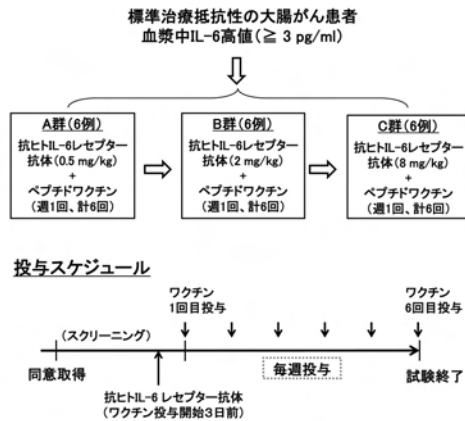 標準治療抵抗性の大腸がん患者
血漿中IL-6高値(≧ 3 pg/ml)
A群(6例)
抗ヒトIL-6レセプター
抗体(0.5 mg/kg)
+
ペプチドワクチン
(週1回、計6回)
B群(6例)
抗ヒトIL-6レセプター
抗体(2 mg/kg)
+
ペプチドワクチン
(週1回、計6回)
C群(6例)
抗ヒトIL-6レセプター
抗体(8 mg/kg)
+
ペプチドワクチン
(週1回、計6回)
投与スケジュール
ワクチン
1回目投与
ワクチン
6回目投与
(スクリーニング)
同意取得
毎週投与
試験終了
抗ヒトIL-6 レセプター抗体
(ワクチン投与開始3日前)